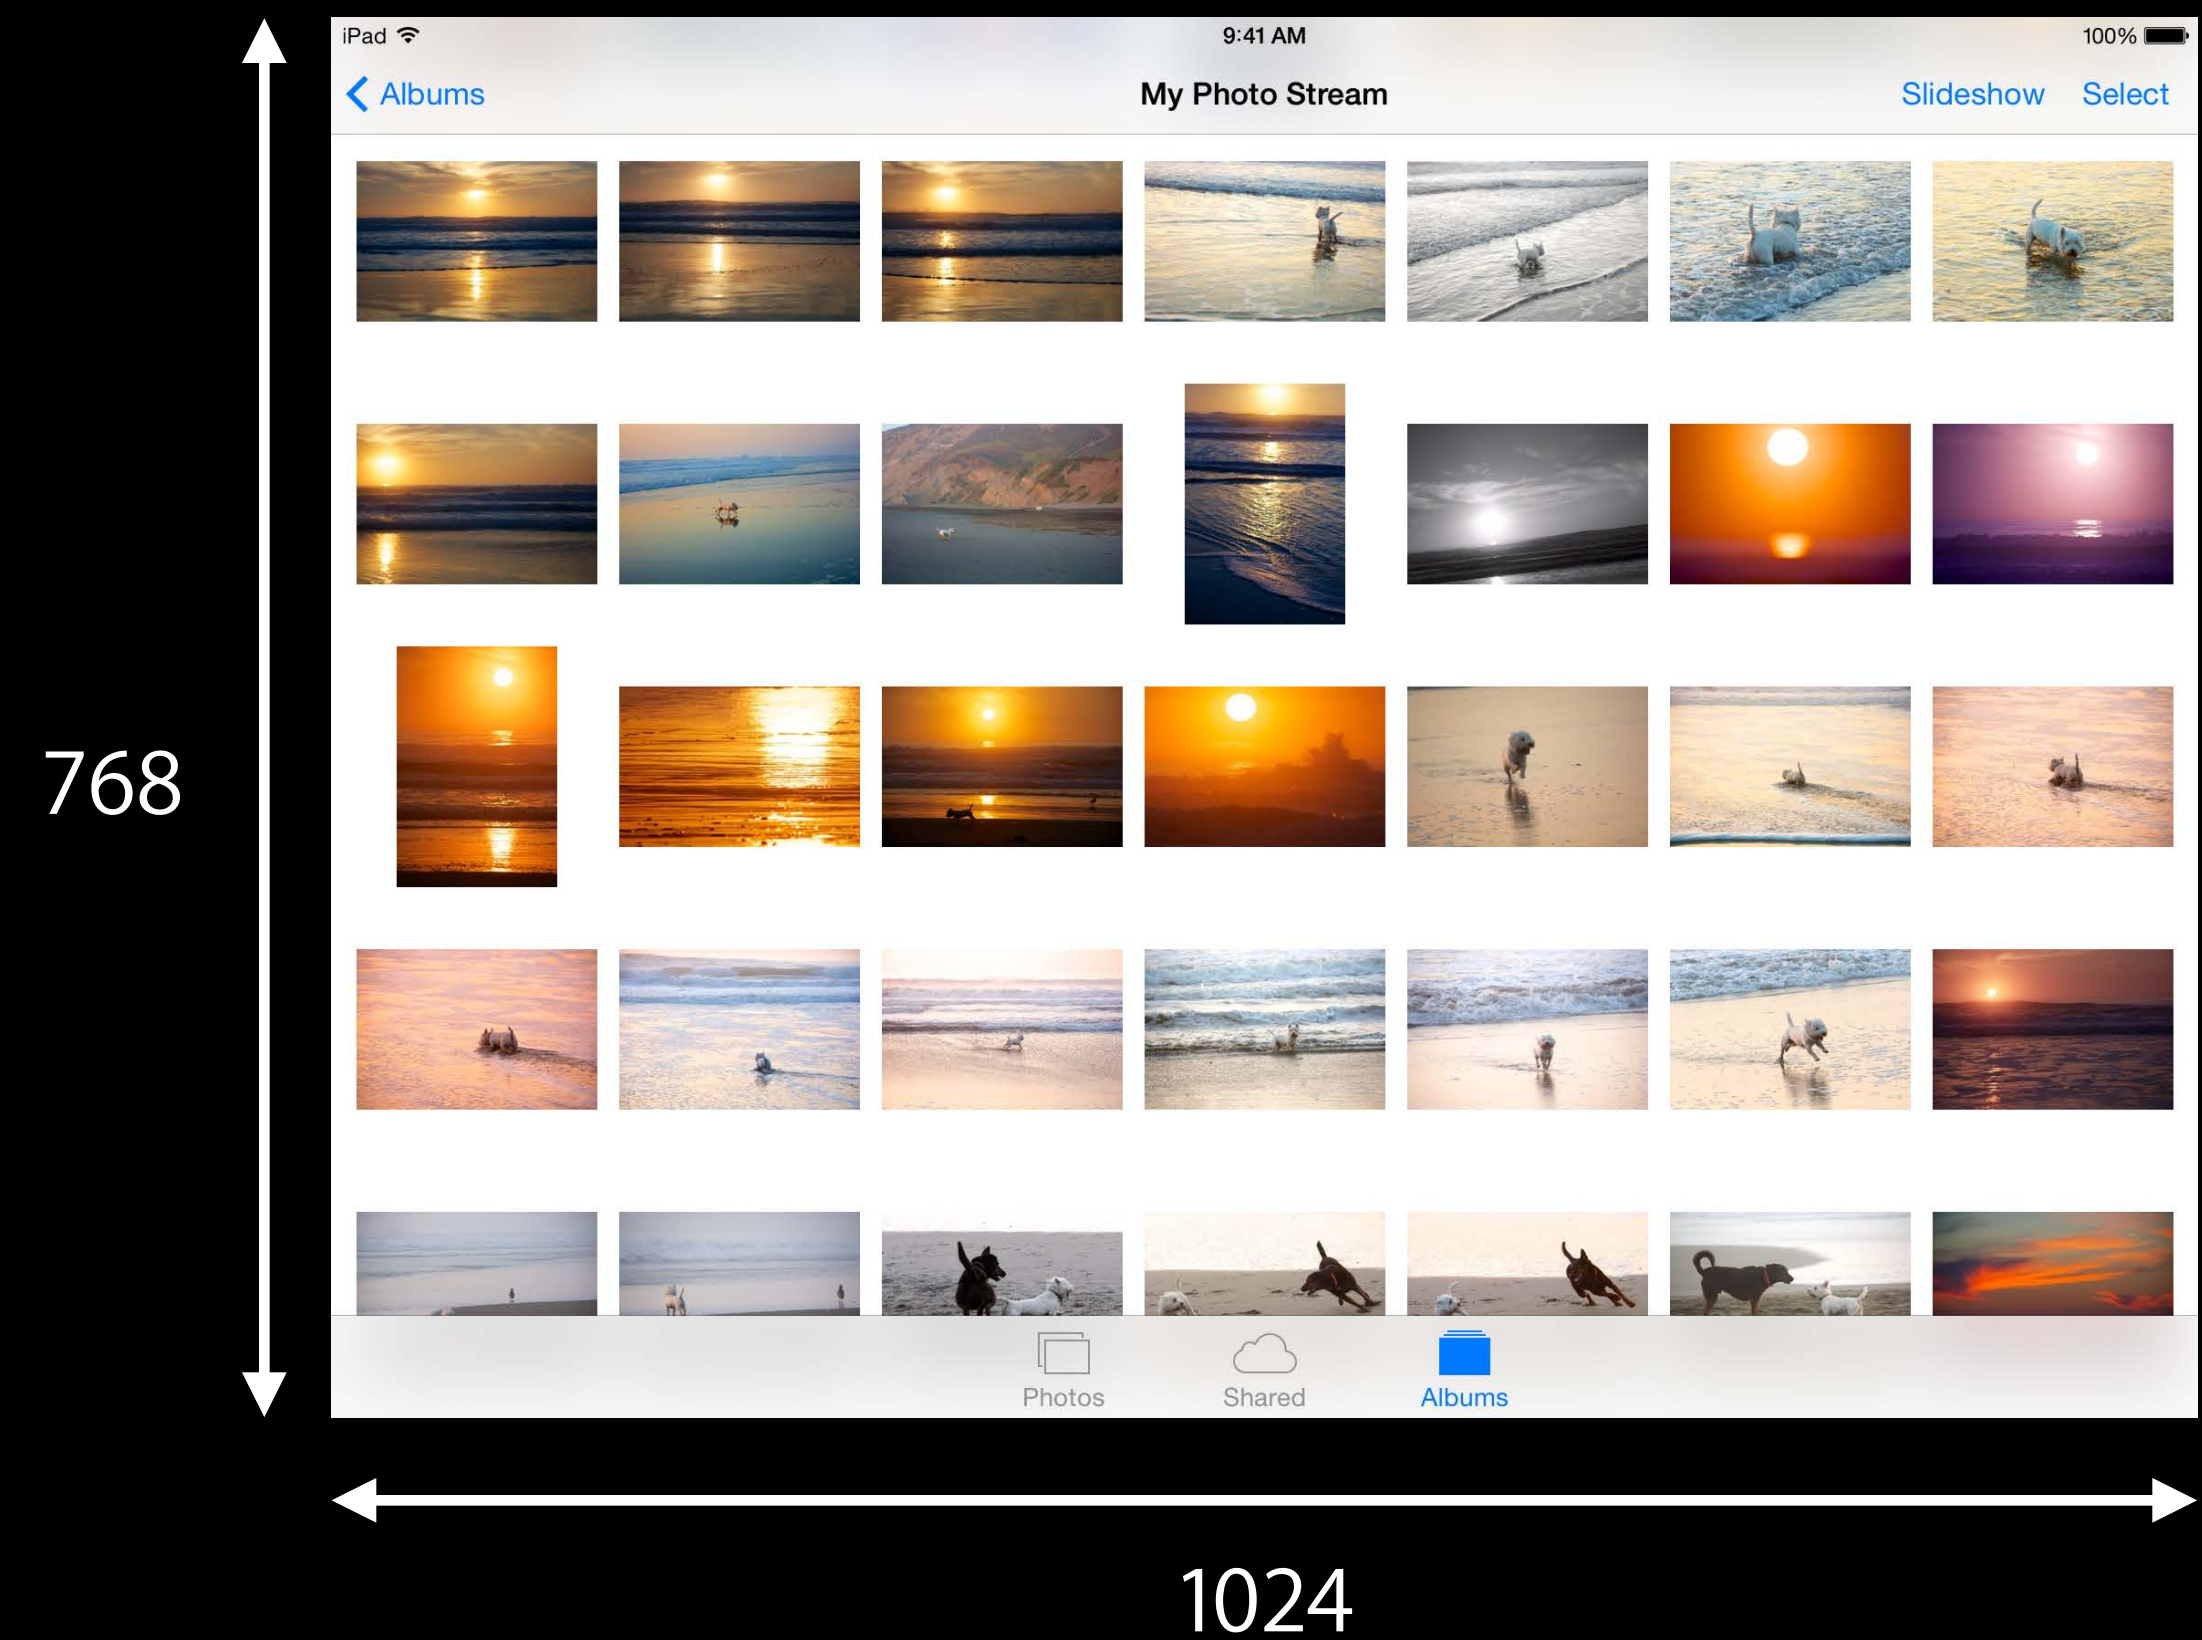 iPad
9:41 AM
100%
Albums
My Photo Stream
Slideshow
Select
768
Photos
Shared
Albums
1024